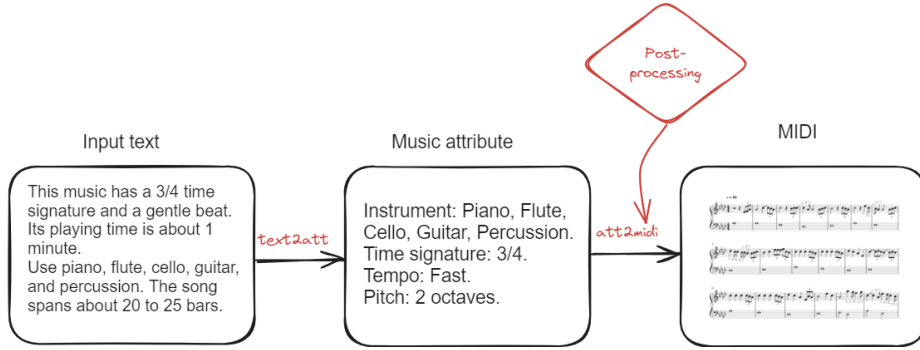 Post-
processing
Input text
Music attribute
MIDI
This music has a 3/4 time
signature and a gentle beat.
Its playing time is about 1
minute.
Use piano, flute, cello, guitar,
and percussion. The song
spans about 20 to 25 bars.
text2att
Instrument: Piano, Flute,
Cello, Guitar, Percussion.
Time signature: 3/4.
Tempo: Fast.
Pitch: 2 octaves.
att2midi